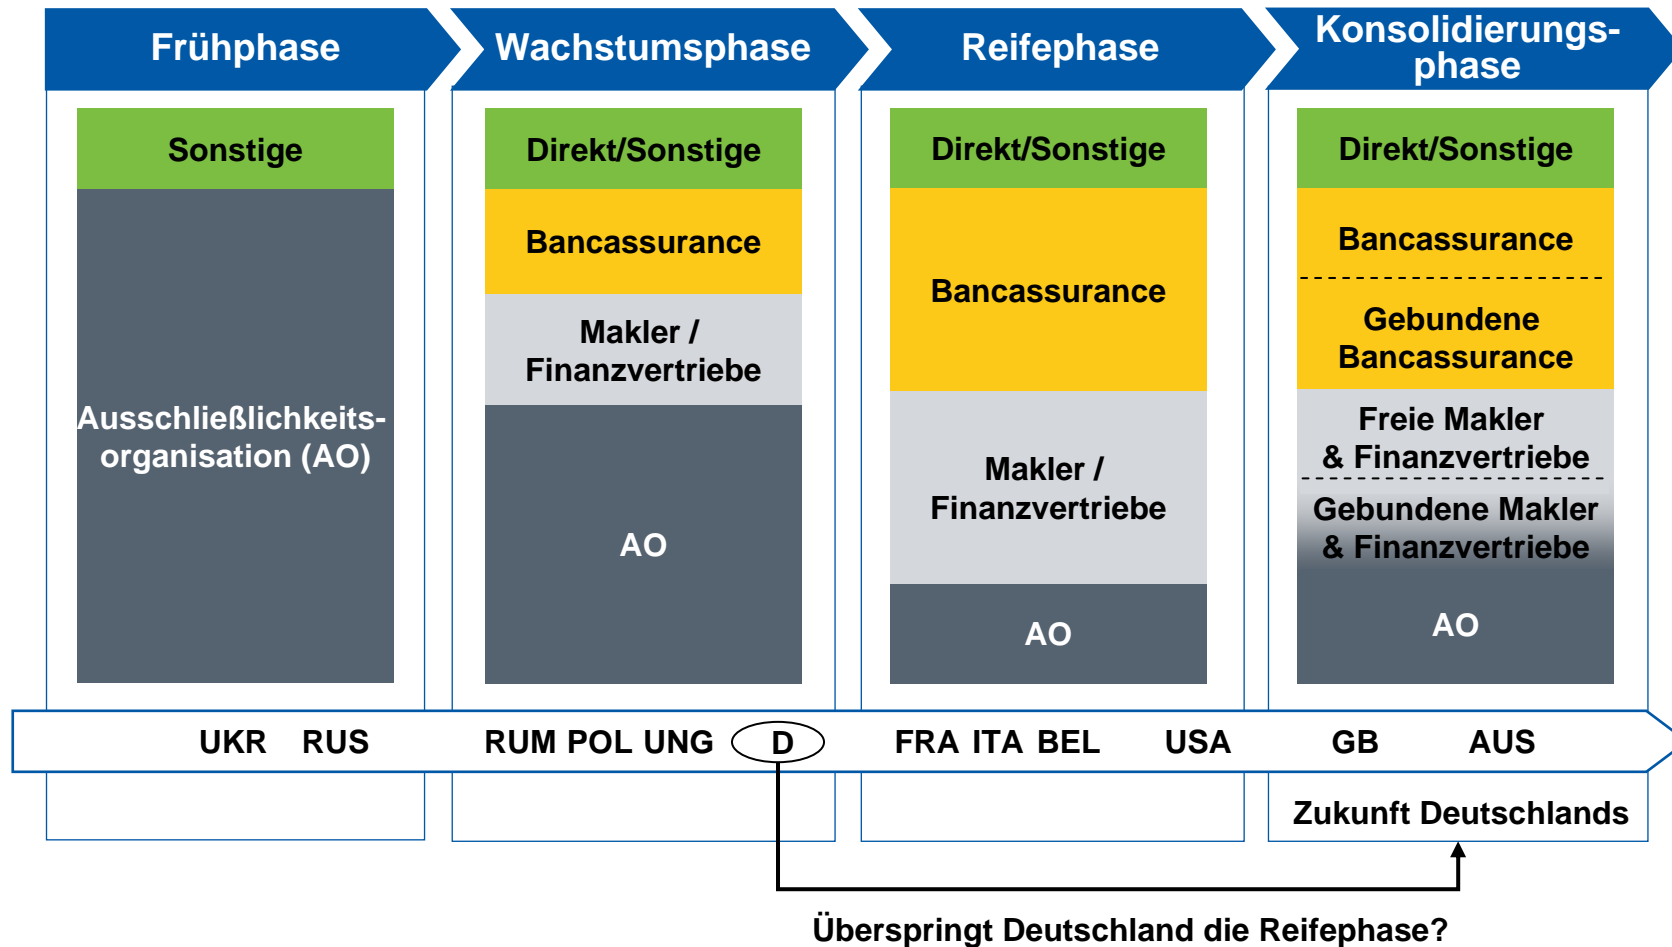 Frühphase
Wachstumsphase
Reifephase
Konsolidierungs-
phase
Sonstige
Ausschließlichkeits-
organisation (AO)
Direkt/Sonstige
Bancassurance
Makler /
Finanzvertriebe
AO
Direkt/Sonstige
Bancassurance
Makler /
Finanzvertriebe
AO
Direkt/Sonstige
Bancassurance
Gebundene
Bancassurance
Freie Makler
& Finanzvertriebe
Gebundene Makler
& Finanzvertriebe
AO
UKR RUS RUM POL UNG D FRA ITA BEL USA GB AUS
Zukunft Deutschlands
Überspringt Deutschland die Reifephase?